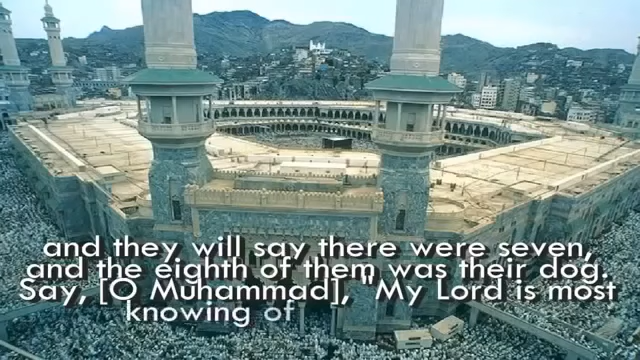 and they will say there were seven,
and the eighth of them was their dog.
Say, [O Muhammad], "My Lord is most
knowing of